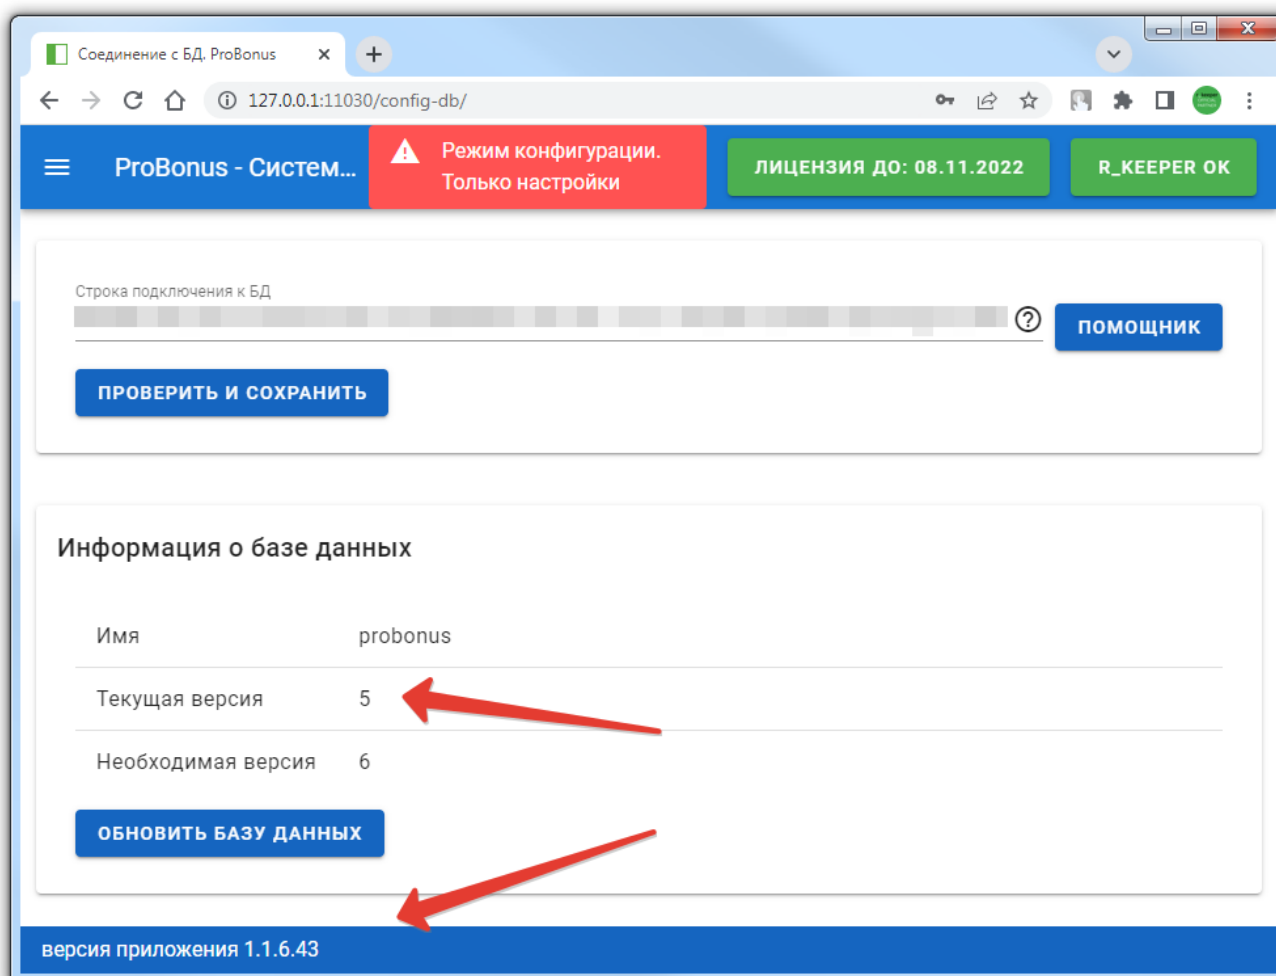 Соединение с БД. ProBonus
127.0.0.1:11030/config-db/
ProBonus - Систем...
Режим конфигурации.
Только настройки
ЛИЦЕНЗИЯ ДО: 08.11.2022
R_KEEPER OK
Строка подключения к БД
ПОМОЩНИК
ПРОВЕРИТЬ И СОХРАНИТЬ
Информация о базе данных
Имя probonus
Текущая версия 5
Необходимая версия 6
ОБНОВИТЬ БАЗУ ДАННЫХ
версия приложения 1.1.6.43